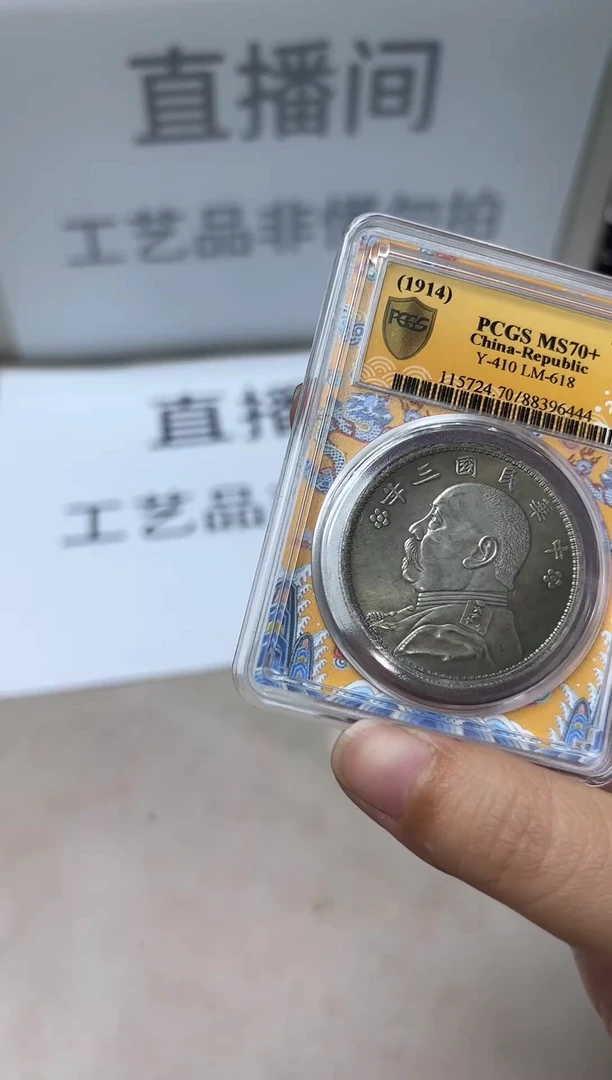 直播间
工艺品非
直播
工艺品
(1914)
PCGS
PCGS MS70+
China-Republic
Y-410 LM-618
115724.70/88396444
中華民國三年